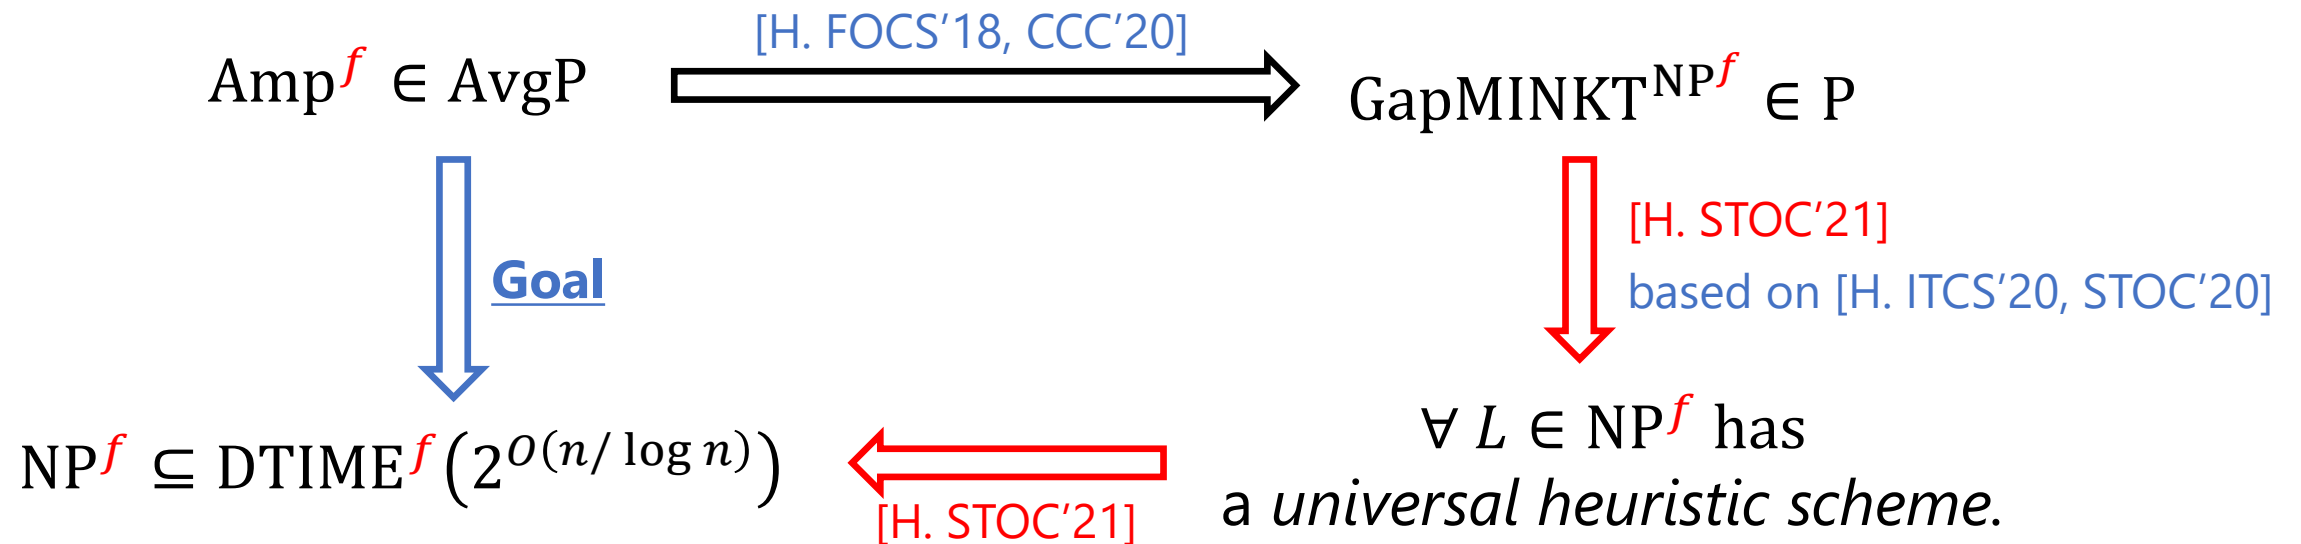 [H. FOCS'18, CCC'20]
Amp^f ∈ AvgP
GapMINKT^{NP^f} ∈ P
[H. STOC'21]
based on [H. ITCS'20, STOC'20]
Goal
∀ L ∈ NP^f has
a universal heuristic scheme.
NP^f ⊆ DTIME^f(2^{O(n/ log n)})
[H. STOC'21]